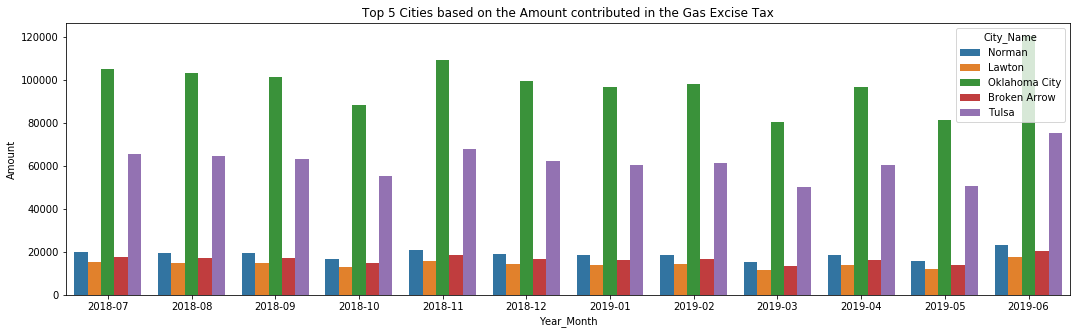 Top 5 Cities based on the Amount contributed in the Gas Excise Tax
120000
100000
80000
60000
40000
20000
0
Amount
City_Name
Norman
Lawton
Oklahoma City
Broken Arrow
Tulsa
2018-07 2018-08 2018-09 2018-10 2018-11 2018-12 2019-01 2019-02 2019-03 2019-04 2019-05 2019-06
Year_Month